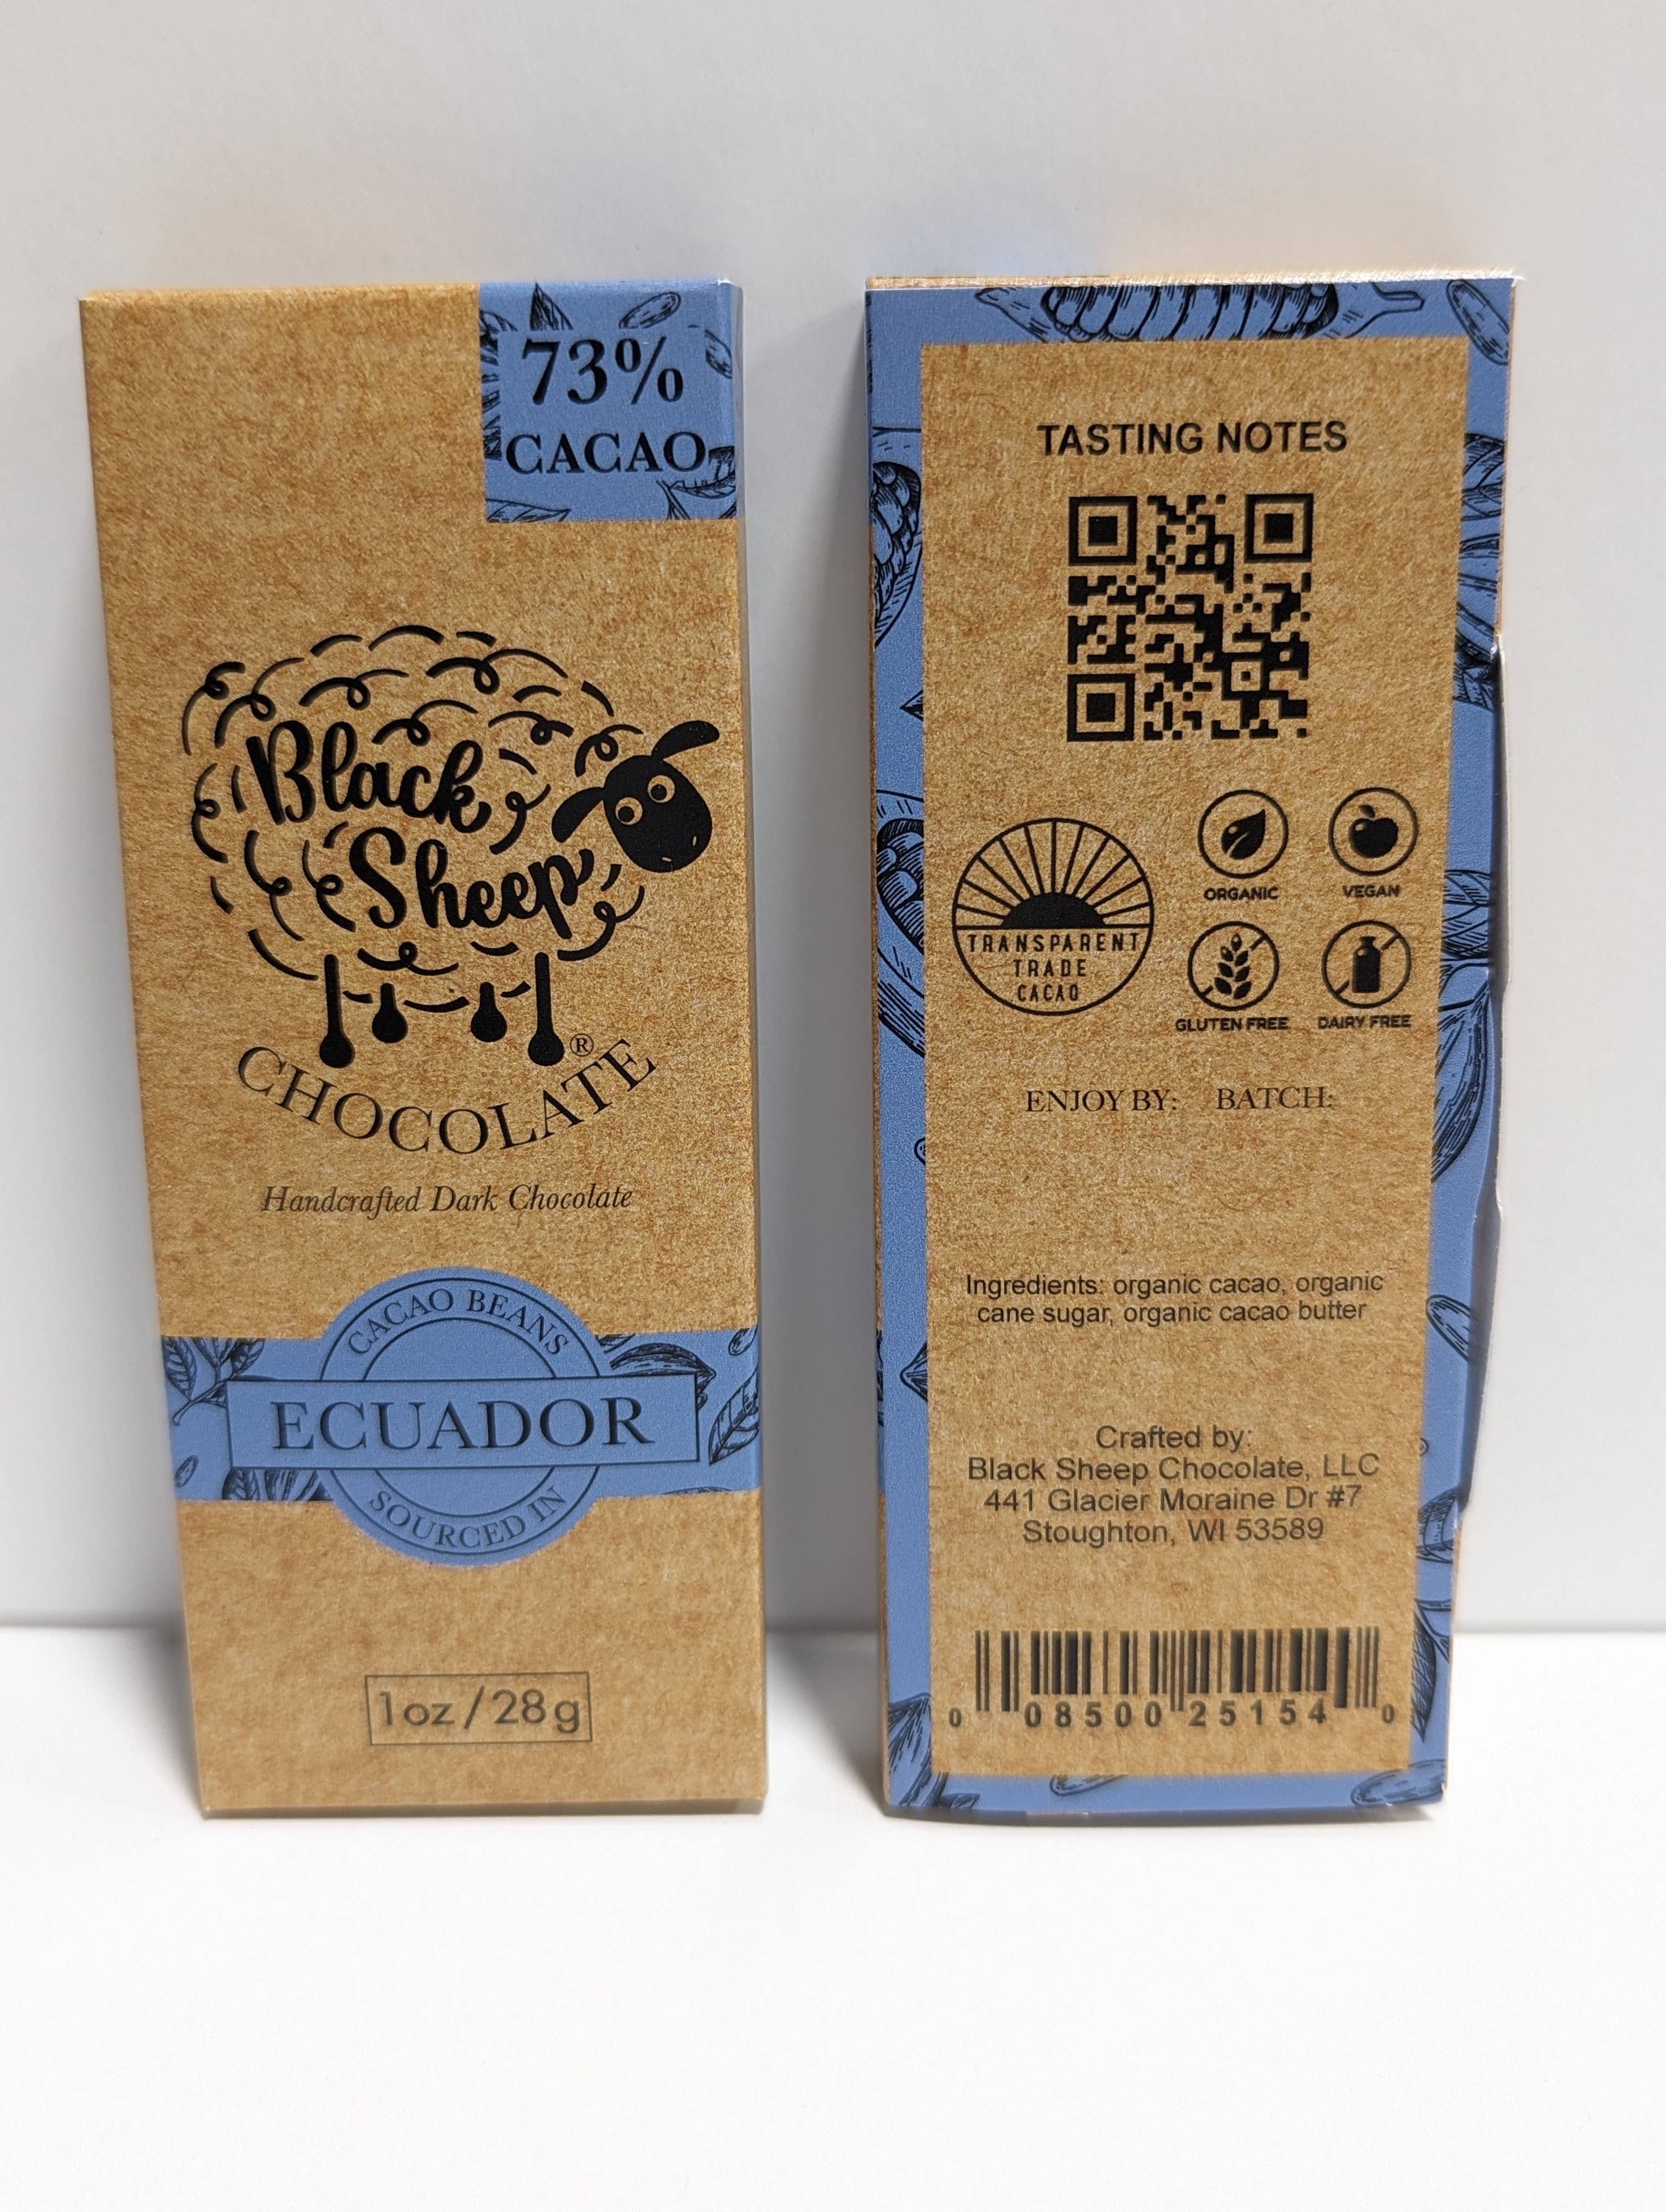 73%
CACAO
Black
Sheep
®
CHOCOLATE
Handcrafted Dark Chocolate
CACAO BEANS
ECUADOR
SOURCED IN
1oz/28g
TASTING NOTES
TRANSPARENT
TRADE
CACAO
ORGANIC
VEGAN
GLUTEN FREE
DAIRY FREE
ENJOY BY: BATCH:
Ingredients: organic cacao, organic
cane sugar, organic cacao butter
Crafted by:
Black Sheep Chocolate, LLC
441 Glacier Moraine Dr #7
Stoughton, WI 53589
0 08500 25154 0